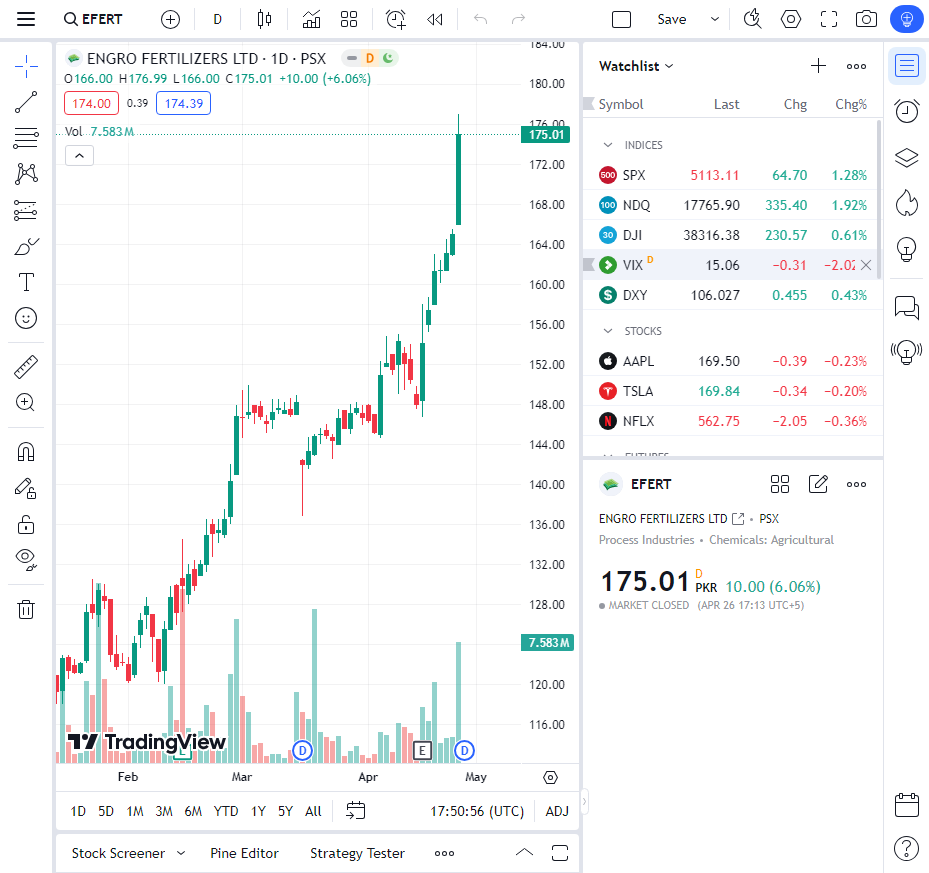 EFERT
D
Save
ENGRO FERTILIZERS LTD · 1D · PSX
D
O166.00 H176.99 L166.00 C175.01 +10.00 (+6.06%)
174.00 0.39 174.39
Vol 7.583M
184.00
180.00
176.00
175.01
172.00
168.00
164.00
160.00
156.00
152.00
148.00
144.00
140.00
136.00
132.00
128.00
7.583M
120.00
116.00
TradingView
E
D
E
D
Feb Mar Apr May
1D 5D 1M 3M 6M YTD 1Y 5Y All
17:50:56 (UTC) ADJ
Stock Screener Pine Editor Strategy Tester
Watchlist
Symbol Last Chg Chg%
INDICES
500 SPX 5113.11 64.70 1.28%
100 NDQ 17765.90 335.40 1.92%
30 DJI 38316.38 230.57 0.61%
VIX D 15.06 −0.31 −2.02
$ DXY 106.027 0.455 0.43%
STOCKS
AAPL 169.50 −0.39 −0.23%
TSLA 169.84 −0.34 −0.20%
N NFLX 562.75 −2.05 −0.36%
FUTURES
EFERT
ENGRO FERTILIZERS LTD • PSX
Process Industries • Chemicals: Agricultural
175.01 D PKR 10.00 (6.06%)
MARKET CLOSED (APR 26 17:13 UTC+5)